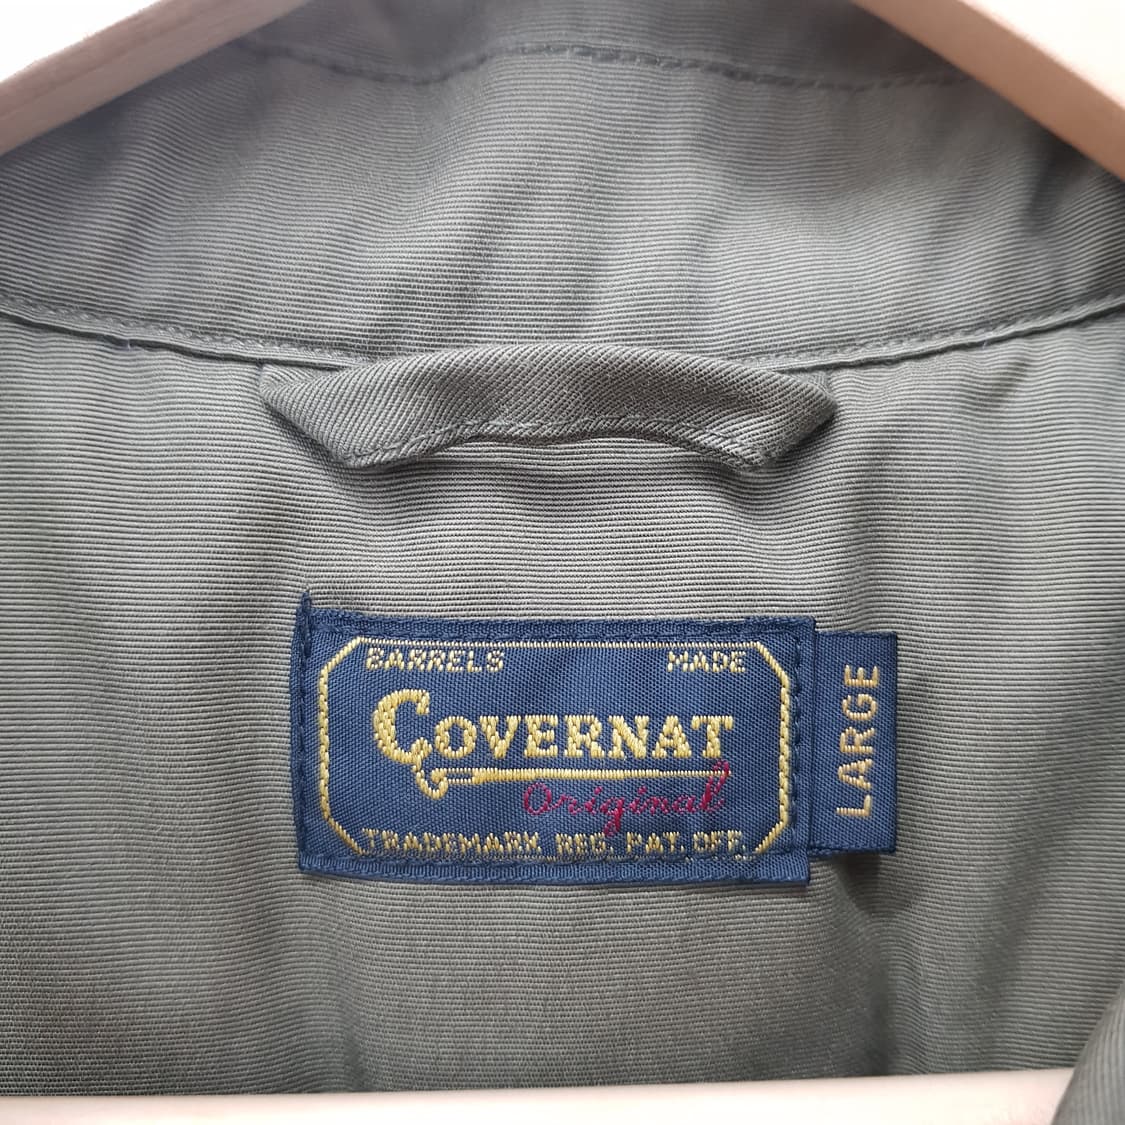 BARRELS MADE
COVERNAT
Original
TRADEMARK REG. PAT. OFF.
LARGE